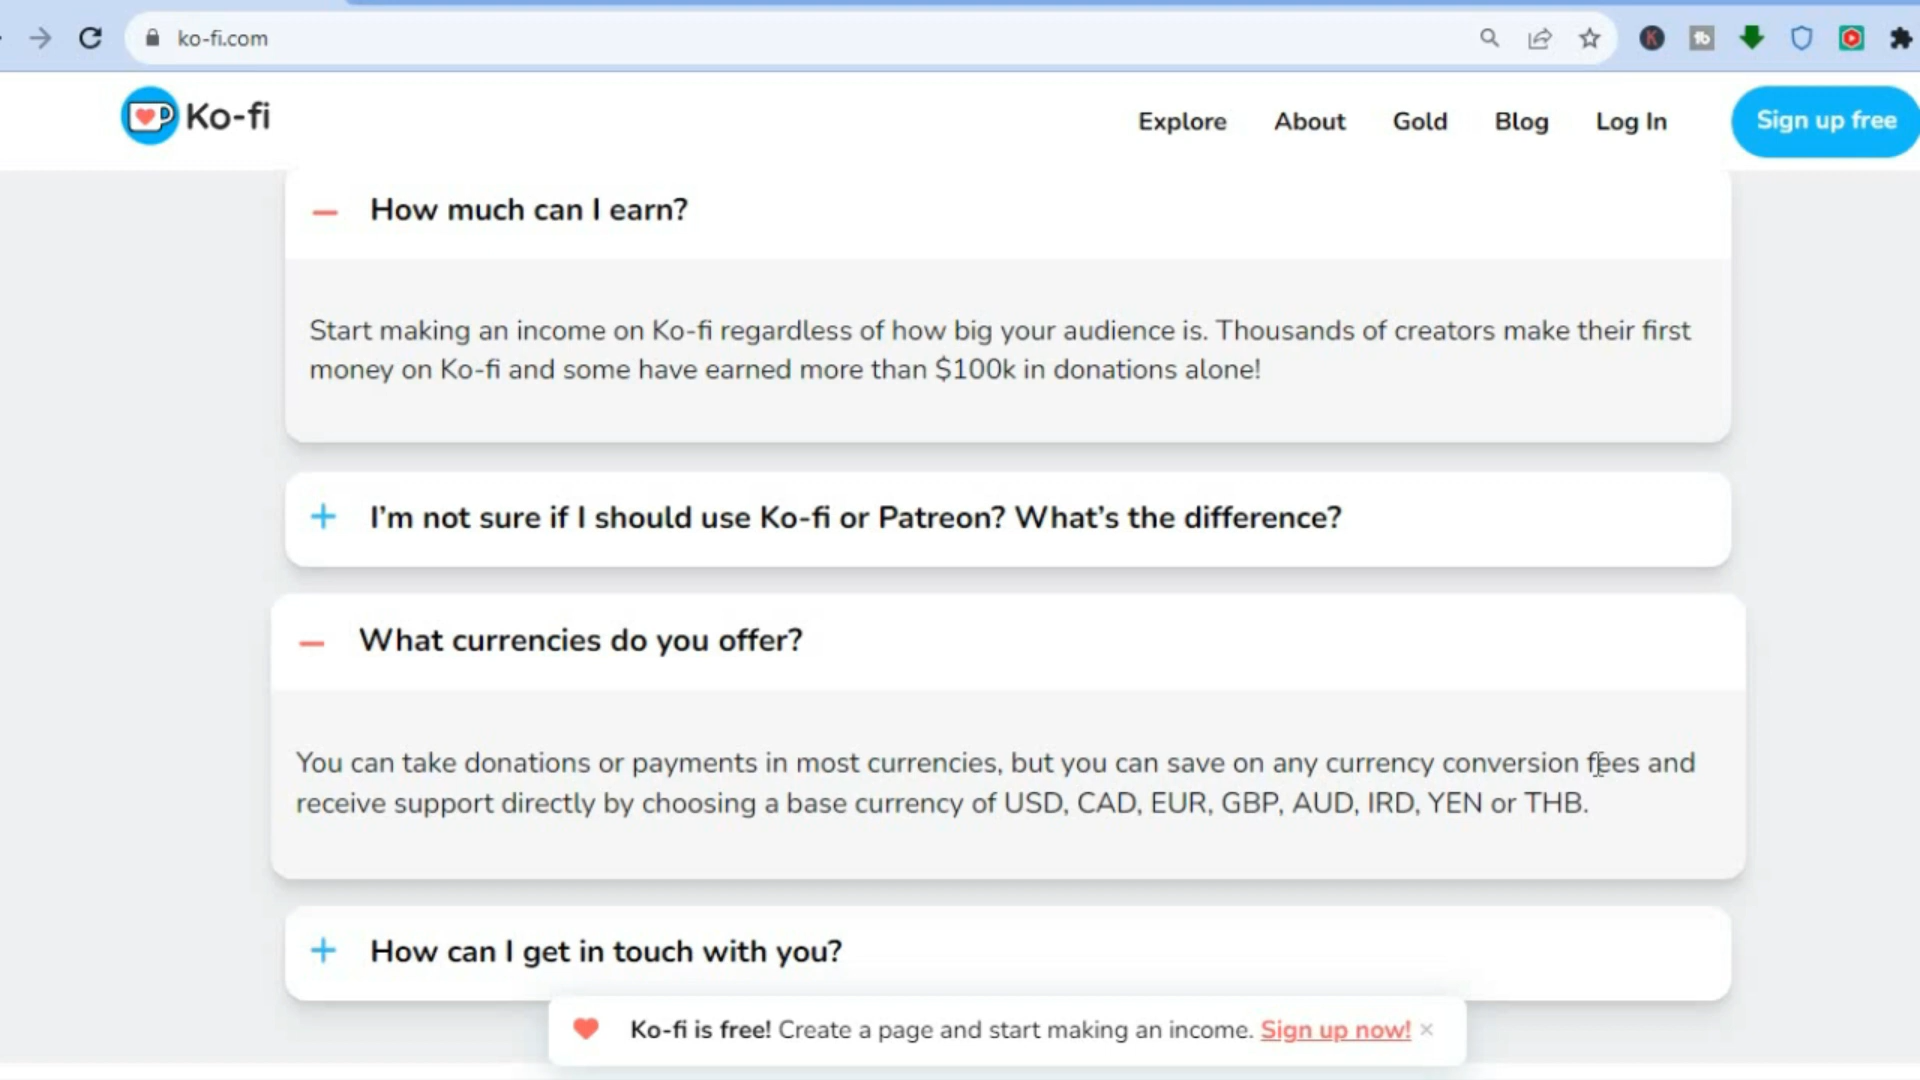 ko-fi.com
Ko-fi
Explore About Gold Blog Log In Sign up free
How much can I earn?
Start making an income on Ko-fi regardless of how big your audience is. Thousands of creators make their first
money on Ko-fi and some have earned more than $100k in donations alone!
I'm not sure if I should use Ko-fi or Patreon? What's the difference?
What currencies do you offer?
You can take donations or payments in most currencies, but you can save on any currency conversion fees and
receive support directly by choosing a base currency of USD, CAD, EUR, GBP, AUD, IRD, YEN or THB.
How can I get in touch with you?
Ko-fi is free! Create a page and start making an income. Sign up now!